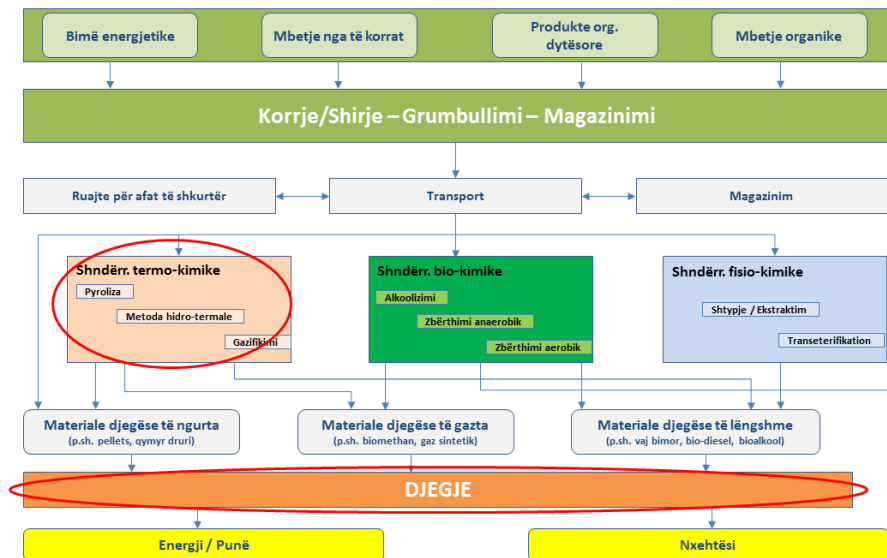 Bimë energjetike
Mbetje nga të korrat
Produkte org.
dytësore
Mbetje organike
Korrje/Shirje – Grumbullimi – Magazinimi
Ruajte për afat të shkurtër
Transport
Magazinim
Shndërr. termo-kimike
Pyroliza
Metoda hidro-termale
Gazifikimi
Shndërr. bio-kimike
Alkoolizimi
Zbërthimi anaerobik
Zbërthimi aerobik
Shndërr. fisio-kimike
Shtypje / Ekstraktim
Transeterifikation
Materiale djegëse të ngurta
(p.sh. pellets, qymyr druri)
Materiale djegëse të gazta
(p.sh. biomethan, gaz sintetik)
Materiale djegëse të lëngshme
(p.sh. vaj bimor, bio-diesel, bioalkool)
DJEGJE
Energji / Punë
Nxehtësi